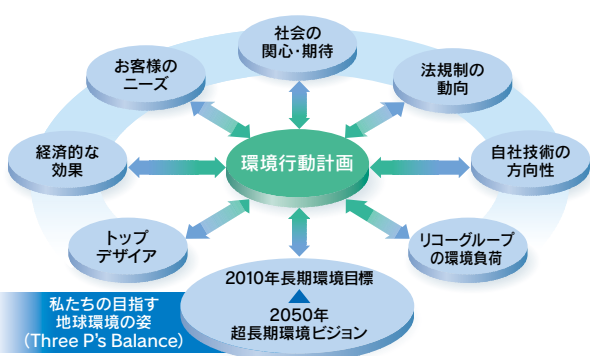 社会の
関心・期待
お客様の
ニーズ
法規制の
動向
経済的な
効果
環境行動計画
自社技術の
方向性
トップ
デザイア
リコーグループ
の環境負荷
2010年長期環境目標
2050年
超長期環境ビジョン
私たちの目指す
地球環境の姿
(Three P's Balance)